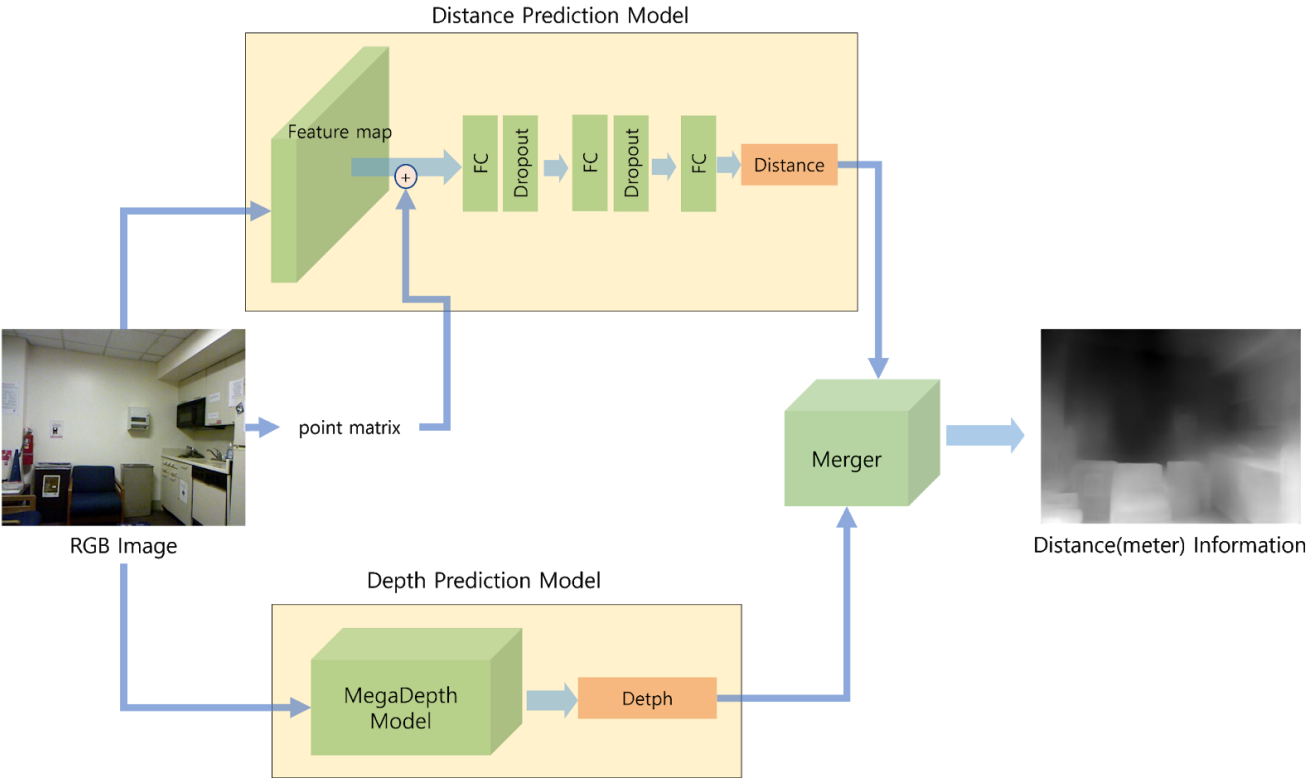 Distance Prediction Model
Feature map
+
FC
Dropout
FC
Dropout
FC
Distance
point matrix
Merger
RGB Image
Distance(meter) Information
Depth Prediction Model
MegaDepth
Model
Detph